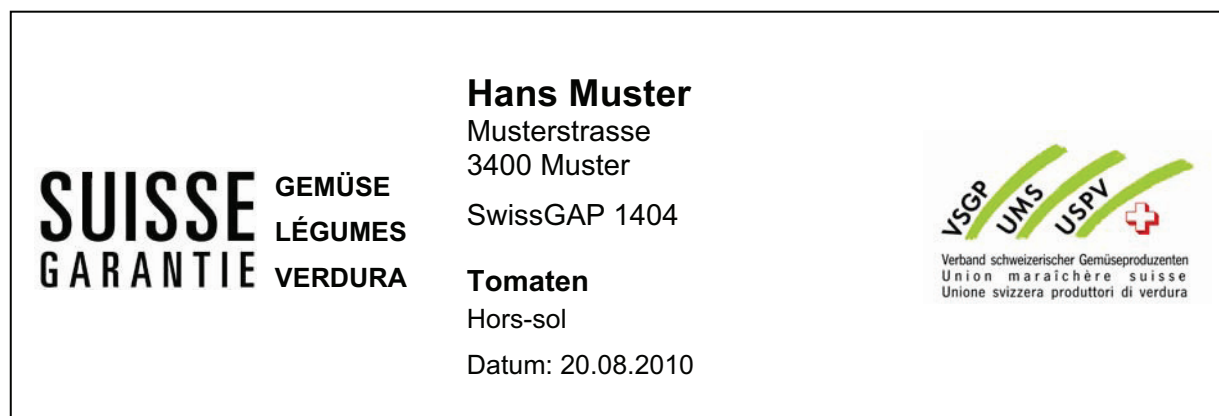 SUISSE
GARANTIE
GEMÜSE
LÉGUMES
VERDURA
Hans Muster
Musterstrasse
3400 Muster
SwissGAP 1404
Tomaten
Hors-sol
Datum: 20.08.2010
VSGP
UMS
USPV
Verband schweizerischer Gemüseproduzenten
Union maraîchère suisse
Unione svizzera produttori di verdura